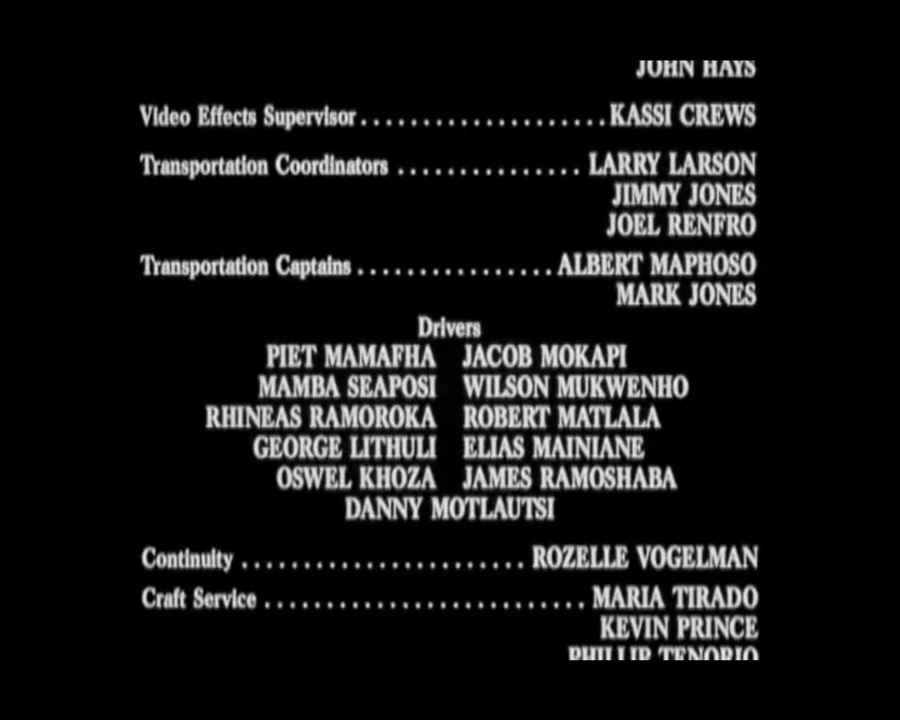 JOHN HAYS
Video Effects Supervisor....................KASSI CREWS
Transportation Coordinators ...............LARRY LARSON
JIMMY JONES
JOEL RENFRO
Transportation Captains................ALBERT MAPHOSO
MARK JONES
Drivers
PIET MAMAFHA JACOB MOKAPI
MAMBA SEAPOSI WILSON MUKWENHO
RHINEAS RAMOROKA ROBERT MATLALA
GEORGE LITHULI ELIAS MAINIANE
OSWEL KHOZA JAMES RAMOSHABA
DANNY MOTLAUTSI
Continuity.......................ROZELLE VOGELMAN
Craft Service..........................MARIA TIRADO
KEVIN PRINCE
PHILLIP TENORIO